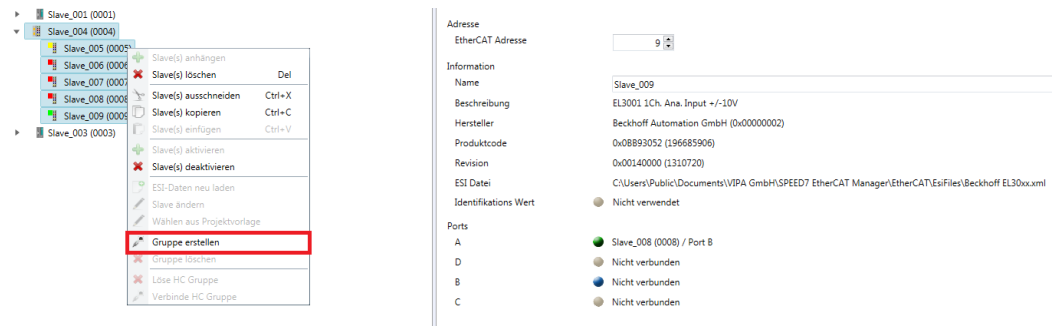 Slave_001 (0001)
Slave_004 (0004)
Slave_005 (0005)
Slave_006 (0006
Slave_007 (0007
Slave_008 (0008
Slave_009 (0009
Slave_003 (0003)
Slave(s) anhängen
Slave(s) löschen Del
Slave(s) ausschneiden Ctrl+X
Slave(s) kopieren Ctrl+C
Slave(s) einfügen Ctrl+V
Slave(s) aktivieren
Slave(s) deaktivieren
ESI-Daten neu laden
Slave ändern
Wählen aus Projektvorlage
Gruppe erstellen
Gruppe löschen
Löse HC Gruppe
Verbinde HC Gruppe
Adresse
EtherCAT Adresse 9
Information
Name Slave_009
Beschreibung EL3001 1Ch. Ana. Input +/-10V
Hersteller Beckhoff Automation GmbH (0x00000002)
Produktcode 0x0BB93052 (196685906)
Revision 0x00140000 (1310720)
ESI Datei C:\Users\Public\Documents\VIPA GmbH\SPEED7 EtherCAT Manager\EtherCAT\EsiFiles\Beckhoff EL30xx.xml
Identifikations Wert Nicht verwendet
Ports
A Slave_008 (0008) / Port B
D Nicht verbunden
B Nicht verbunden
C Nicht verbunden